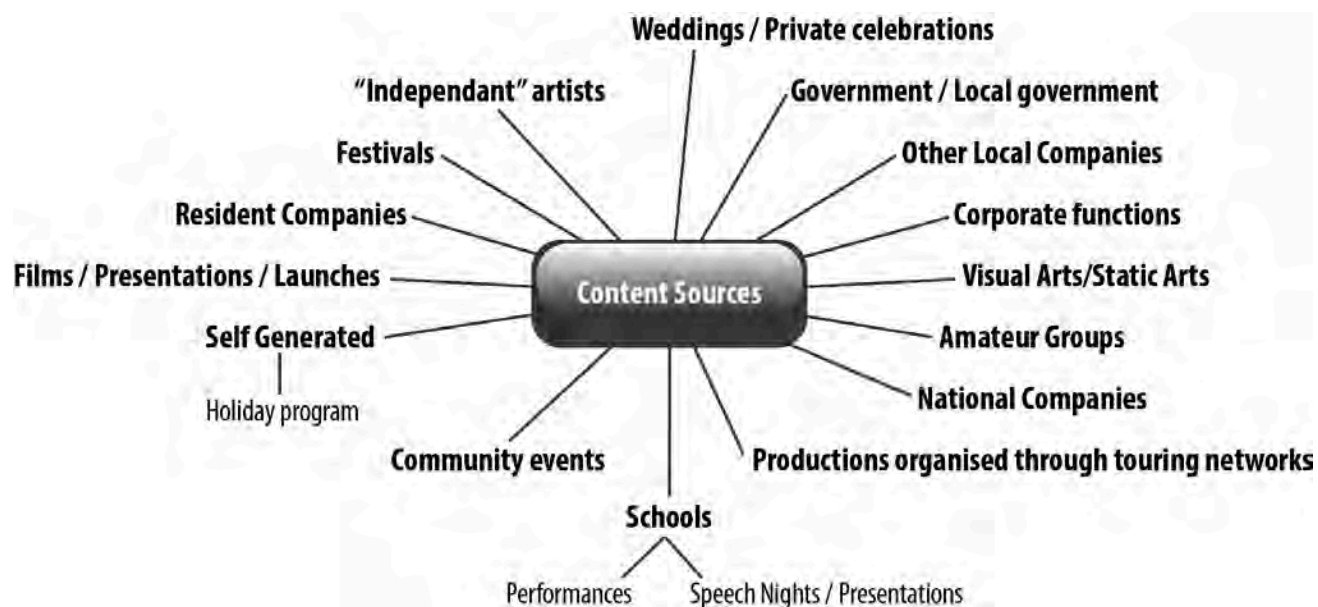 Weddings / Private celebrations
“Independant” artists
Government / Local government
Festivals
Other Local Companies
Resident Companies
Corporate functions
Films / Presentations / Launches
Content Sources
Visual Arts/Static Arts
Self Generated
Amateur Groups
Holiday program
National Companies
Community events
Productions organised through touring networks
Schools
Performances
Speech Nights / Presentations